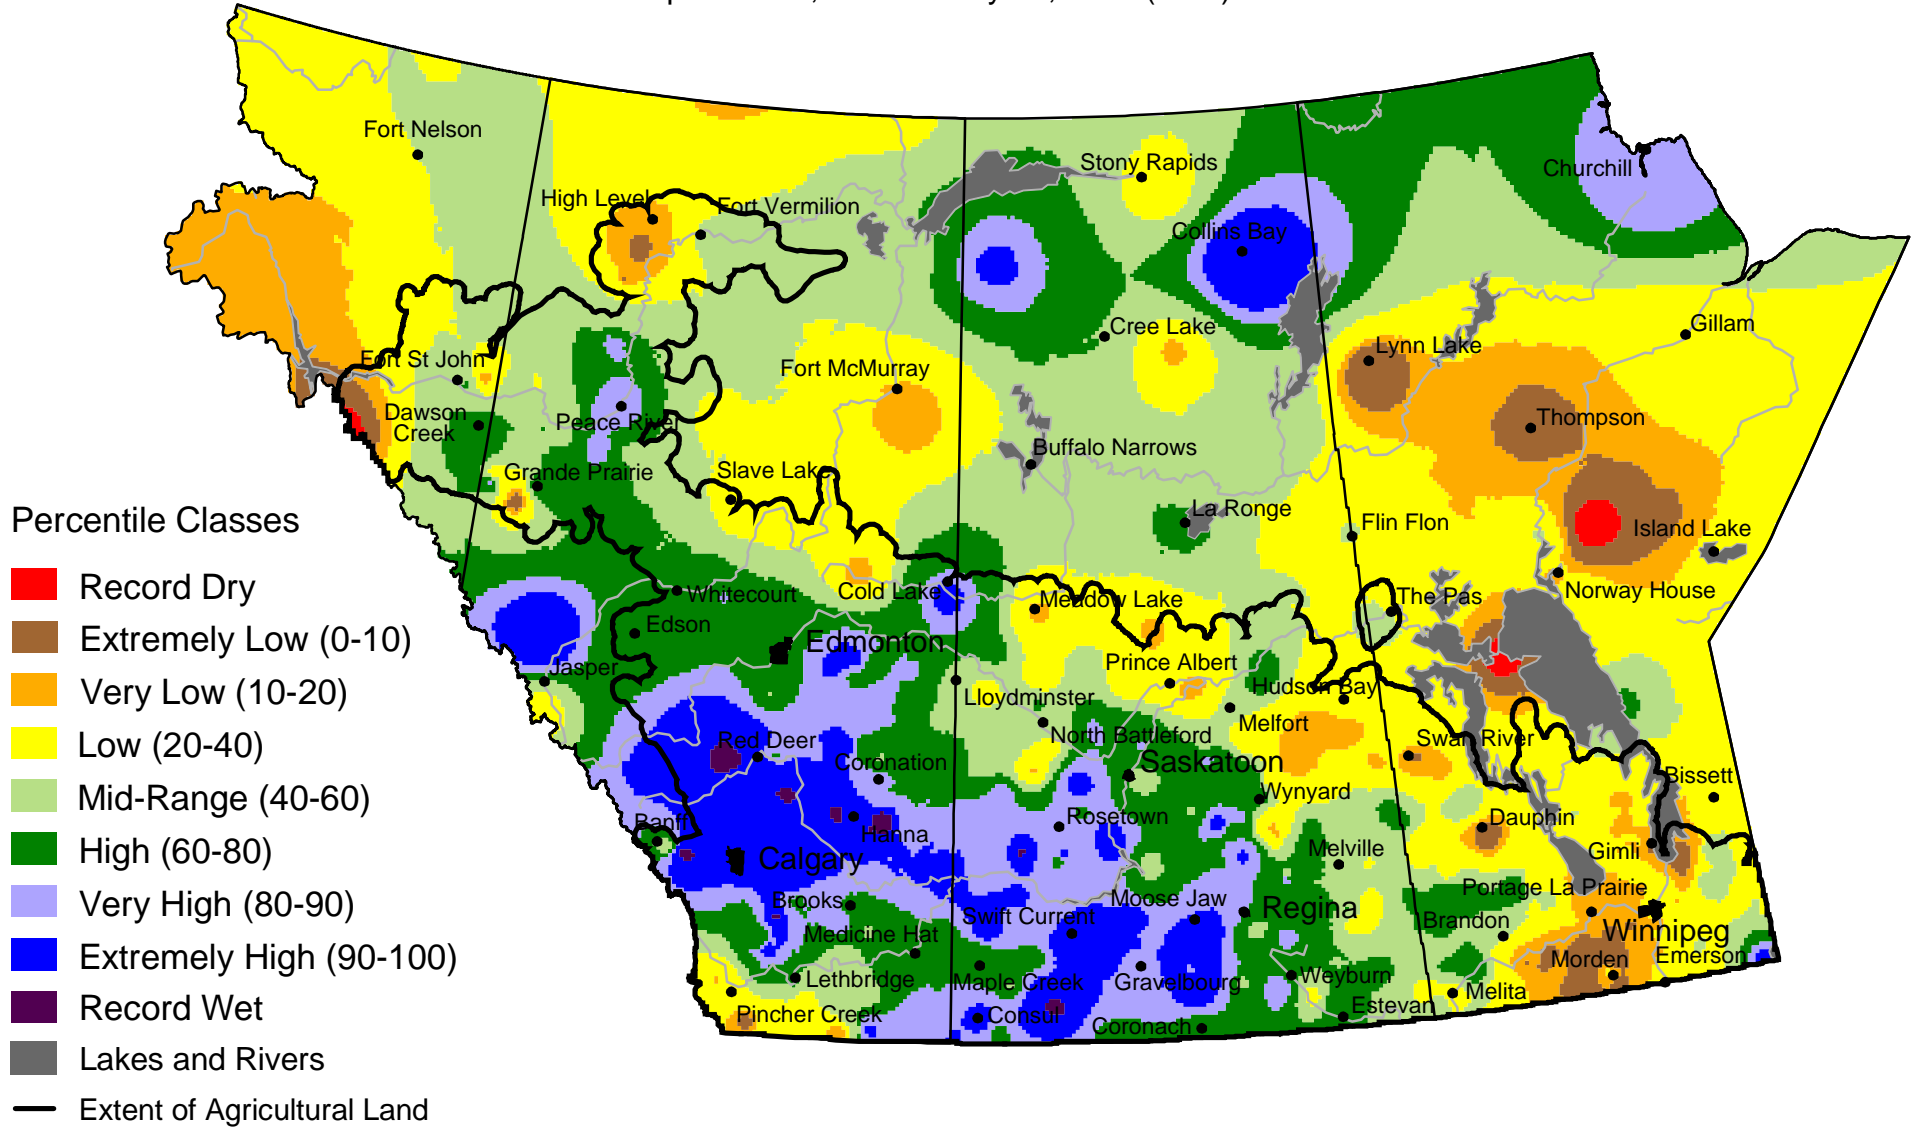 Fort Nelson
High Level
Fort Vermilion
Stony Rapids
Churchill
Collins Bay
Fort St John
Fort McMurray
Cree Lake
Lynn Lake
Gillam
Dawson
Creek
Peace River
Thompson
Buffalo Narrows
Grande Prairie
Slave Lake
La Ronge
Flin Flon
Island Lake
Percentile Classes
Record Dry
Extremely Low (0-10)
Very Low (10-20)
Low (20-40)
Mid-Range (40-60)
High (60-80)
Very High (80-90)
Extremely High (90-100)
Record Wet
Lakes and Rivers
Extent of Agricultural Land
Whitecourt
Cold Lake
Meadow Lake
The Pas
Norway House
Edson
Edmonton
Jasper
Prince Albert
Hudson Bay
Lloydminster
Melfort
Red Deer
North Battleford
Swan River
Coronation
Saskatoon
Bissett
Wynyard
Banff
Hanna
Rosetown
Dauphin
Calgary
Melville
Gimli
Brooks
Moose Jaw
Regina
Portage La Prairie
Swift Current
Brandon
Medicine Hat
Winnipeg
Lethbridge
Maple Creek
Gravelbourg
Weyburn
Morden
Emerson
Pincher Creek
Consul
Coronach
Estevan
Melita